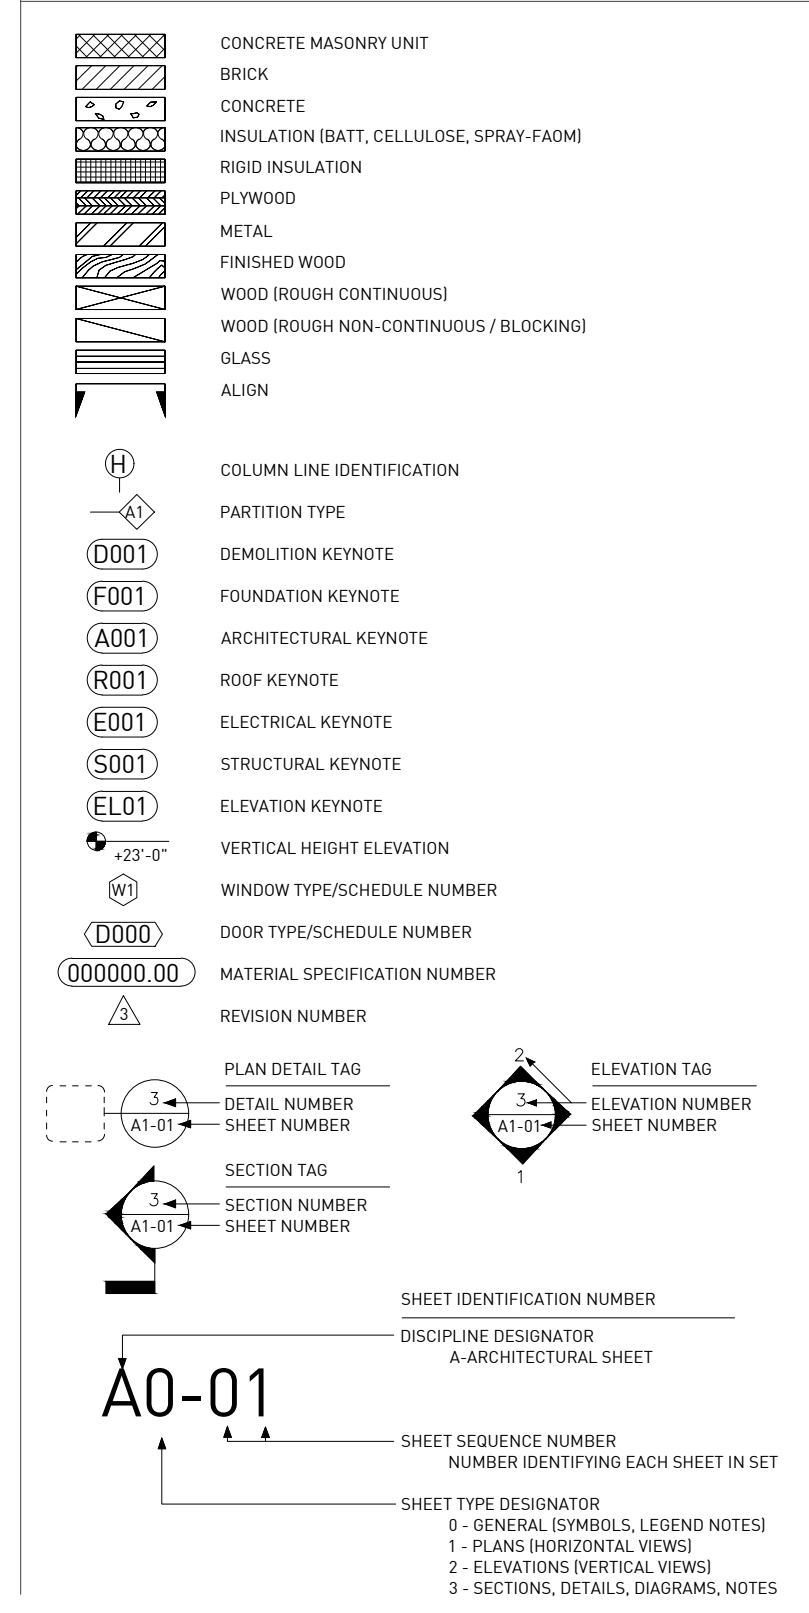 CONCRETE MASONRY UNIT
BRICK
CONCRETE
INSULATION (BATT, CELLULOSE, SPRAY-FAOM)
RIGID INSULATION
PLYWOOD
METAL
FINISHED WOOD
WOOD (ROUGH CONTINUOUS)
WOOD (ROUGH NON-CONTINUOUS / BLOCKING)
GLASS
ALIGN
H COLUMN LINE IDENTIFICATION
A1 PARTITION TYPE
D001 DEMOLITION KEYNOTE
F001 FOUNDATION KEYNOTE
A001 ARCHITECTURAL KEYNOTE
R001 ROOF KEYNOTE
E001 ELECTRICAL KEYNOTE
S001 STRUCTURAL KEYNOTE
EL01 ELEVATION KEYNOTE
+23'-0" VERTICAL HEIGHT ELEVATION
W1 WINDOW TYPE/SCHEDULE NUMBER
D000 DOOR TYPE/SCHEDULE NUMBER
000000.00 MATERIAL SPECIFICATION NUMBER
3 REVISION NUMBER
PLAN DETAIL TAG
3 DETAIL NUMBER
A1-01 SHEET NUMBER
2 ELEVATION TAG
3 ELEVATION NUMBER
A1-01 SHEET NUMBER
1
SECTION TAG
3 SECTION NUMBER
A1-01 SHEET NUMBER
SHEET IDENTIFICATION NUMBER
DISCIPLINE DESIGNATOR
A-ARCHITECTURAL SHEET
A0-01
SHEET SEQUENCE NUMBER
NUMBER IDENTIFYING EACH SHEET IN SET
SHEET TYPE DESIGNATOR
0 - GENERAL (SYMBOLS, LEGEND NOTES)
1 - PLANS (HORIZONTAL VIEWS)
2 - ELEVATIONS (VERTICAL VIEWS)
3 - SECTIONS, DETAILS, DIAGRAMS, NOTES